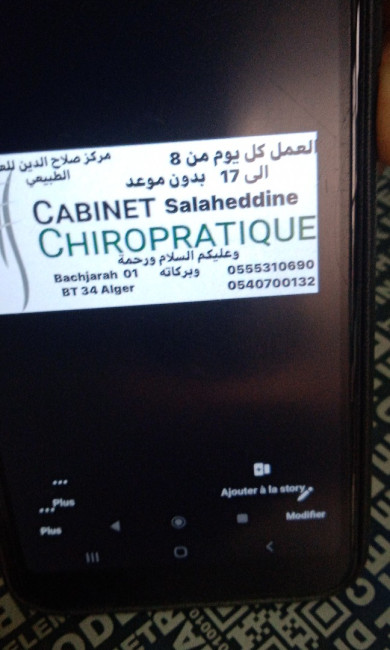 العمل كل يوم من 8
الى 17 بدون موعد
مركز صلاح الدين
الطبيعي
CABINET Salaheddine
CHIROPRATIQUE
وعليكم السلام ورحمة
وبركاته
Bachjarah 01
BT 34 Alger
0555310690
0540700132
Ajouter à la story
Plus
Plus
Modifier